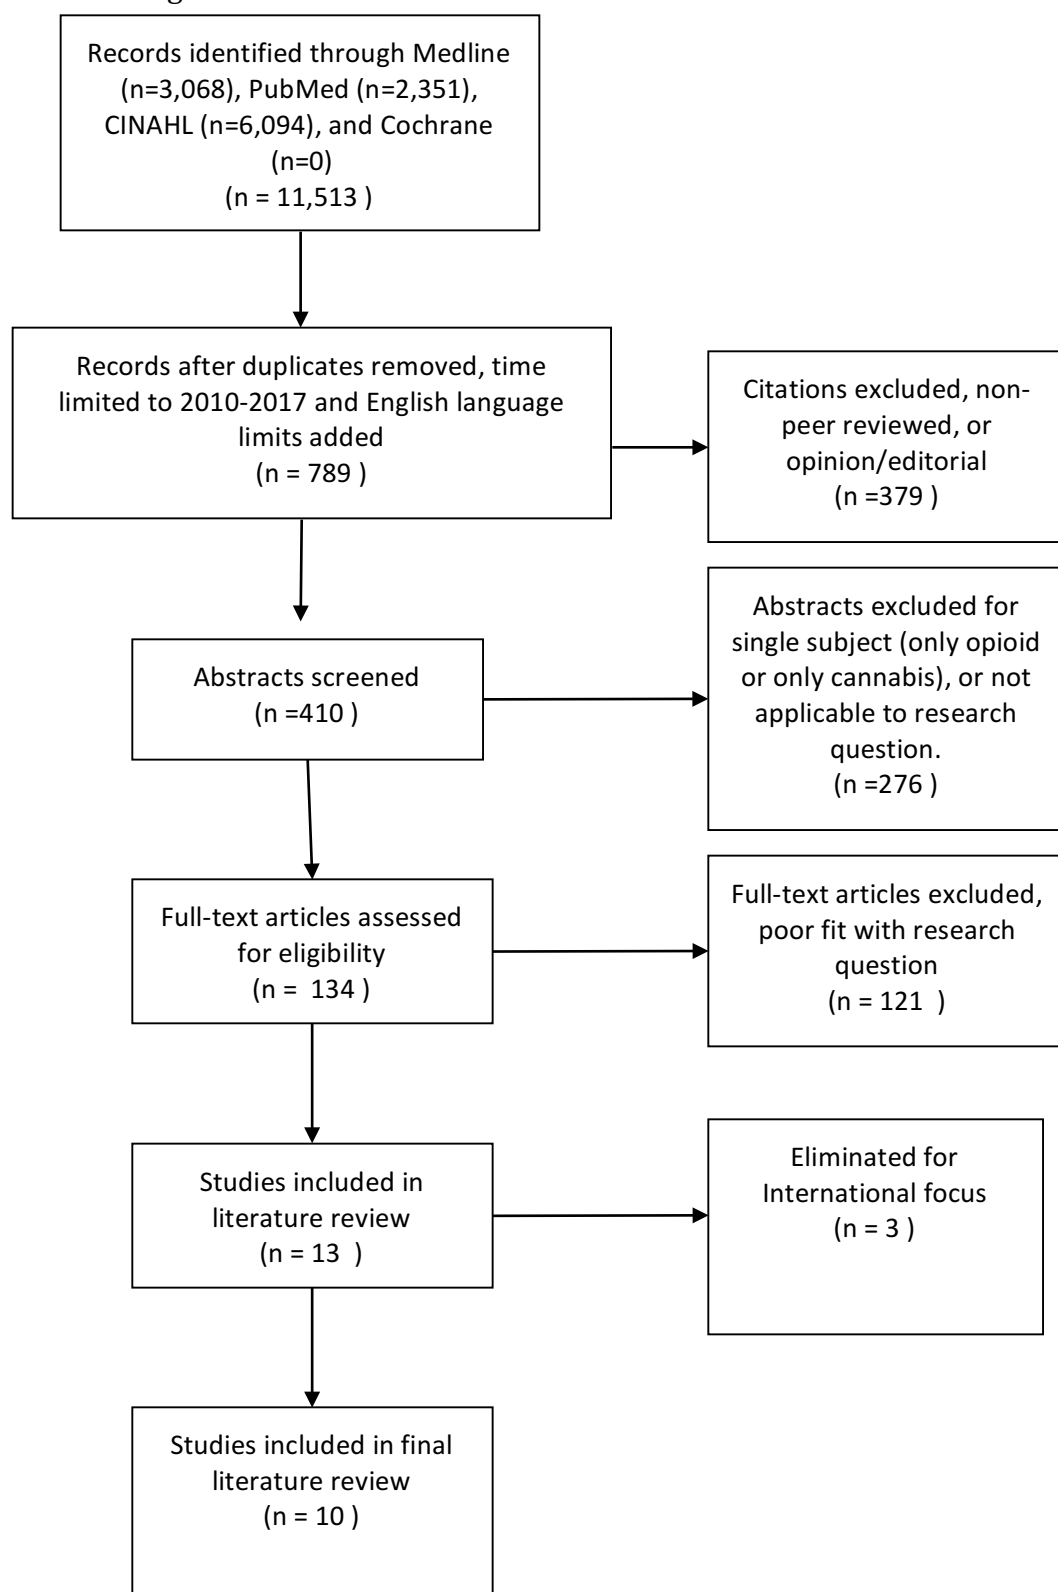 Records identified through Medline
(n=3,068), PubMed (n=2,351),
CINAHL (n=6,094), and Cochrane
(n=0)
(n = 11,513 )
Records after duplicates removed, time
limited to 2010-2017 and English language
limits added
(n = 789 )
Citations excluded, non-
peer reviewed, or
opinion/editorial
(n =379 )
Abstracts screened
(n =410 )
Abstracts excluded for
single subject (only opioid
or only cannabis), or not
applicable to research
question.
(n =276 )
Full-text articles assessed
for eligibility
(n =  134 )
Full-text articles excluded,
poor fit with research
question
(n = 121  )
Studies included in
literature review
(n = 13  )
Eliminated for
International focus
(n = 3 )
Studies included in final
literature review
(n = 10 )